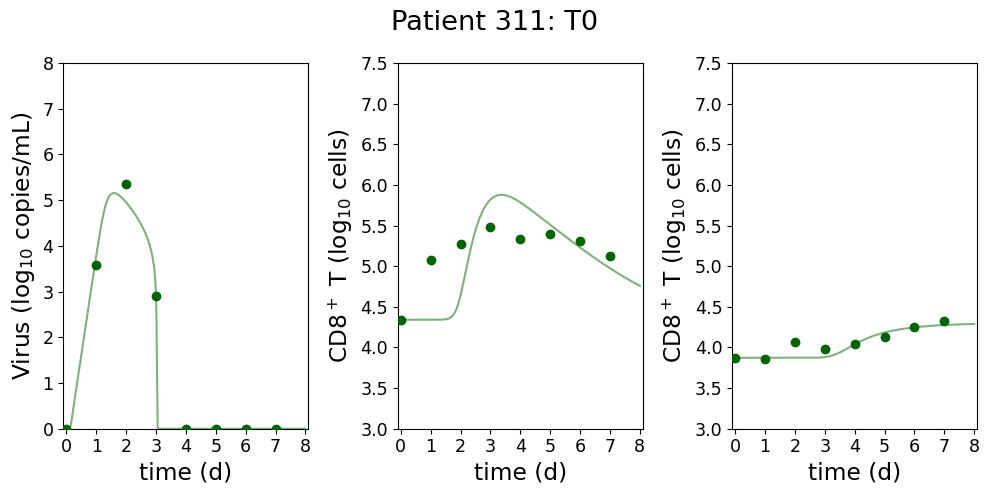 Patient 311: T0
Virus (log₁₀ copies/mL)
8
7
6
5
4
3
2
1
0
0 1 2 3 4 5 6 7 8
time (d)
CD8⁺ T (log₁₀ cells)
7.5
7.0
6.5
6.0
5.5
5.0
4.5
4.0
3.5
3.0
0 1 2 3 4 5 6 7 8
time (d)
CD8⁺ T (log₁₀ cells)
7.5
7.0
6.5
6.0
5.5
5.0
4.5
4.0
3.5
3.0
0 1 2 3 4 5 6 7 8
time (d)